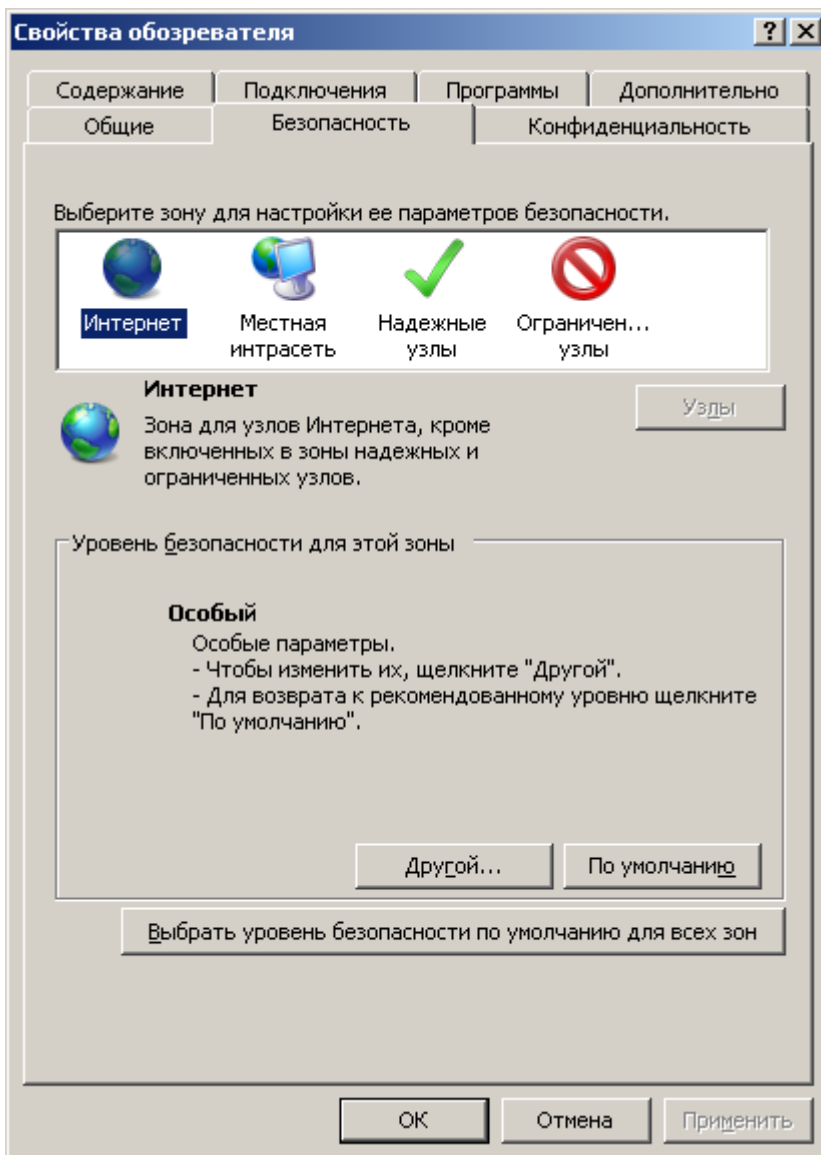 Свойства обозревателя
Содержание Подключения Программы Дополнительно
Общие Безопасность Конфиденциальность
Выберите зону для настройки ее параметров безопасности.
Интернет Местная Надежные Ограничен...
интрасеть узлы узлы
Интернет
Узлы
Зона для узлов Интернета, кроме
включенных в зоны надежных и
ограниченных узлов.
Уровень безопасности для этой зоны
Особый
Особые параметры.
- Чтобы изменить их, щелкните "Другой".
- Для возврата к рекомендованному уровню щелкните
"По умолчанию".
Другой... По умолчанию
Выбрать уровень безопасности по умолчанию для всех зон
ОК Отмена Применить